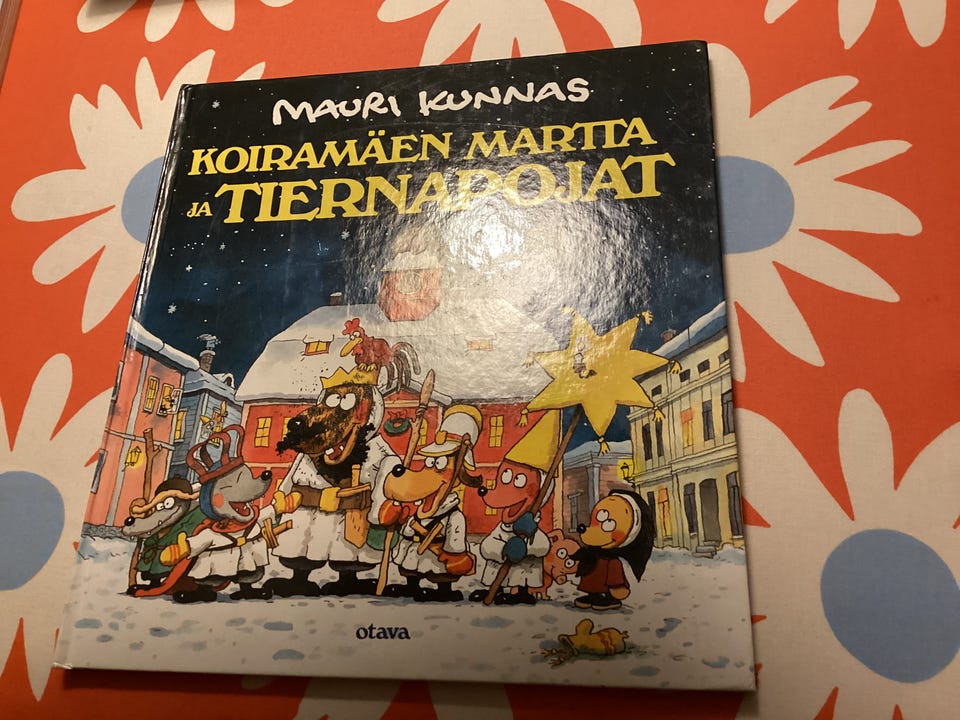 MAURI KUNNAS
KOIRAMÄEN MARTTA
JA TIERNAPOJAT
otava